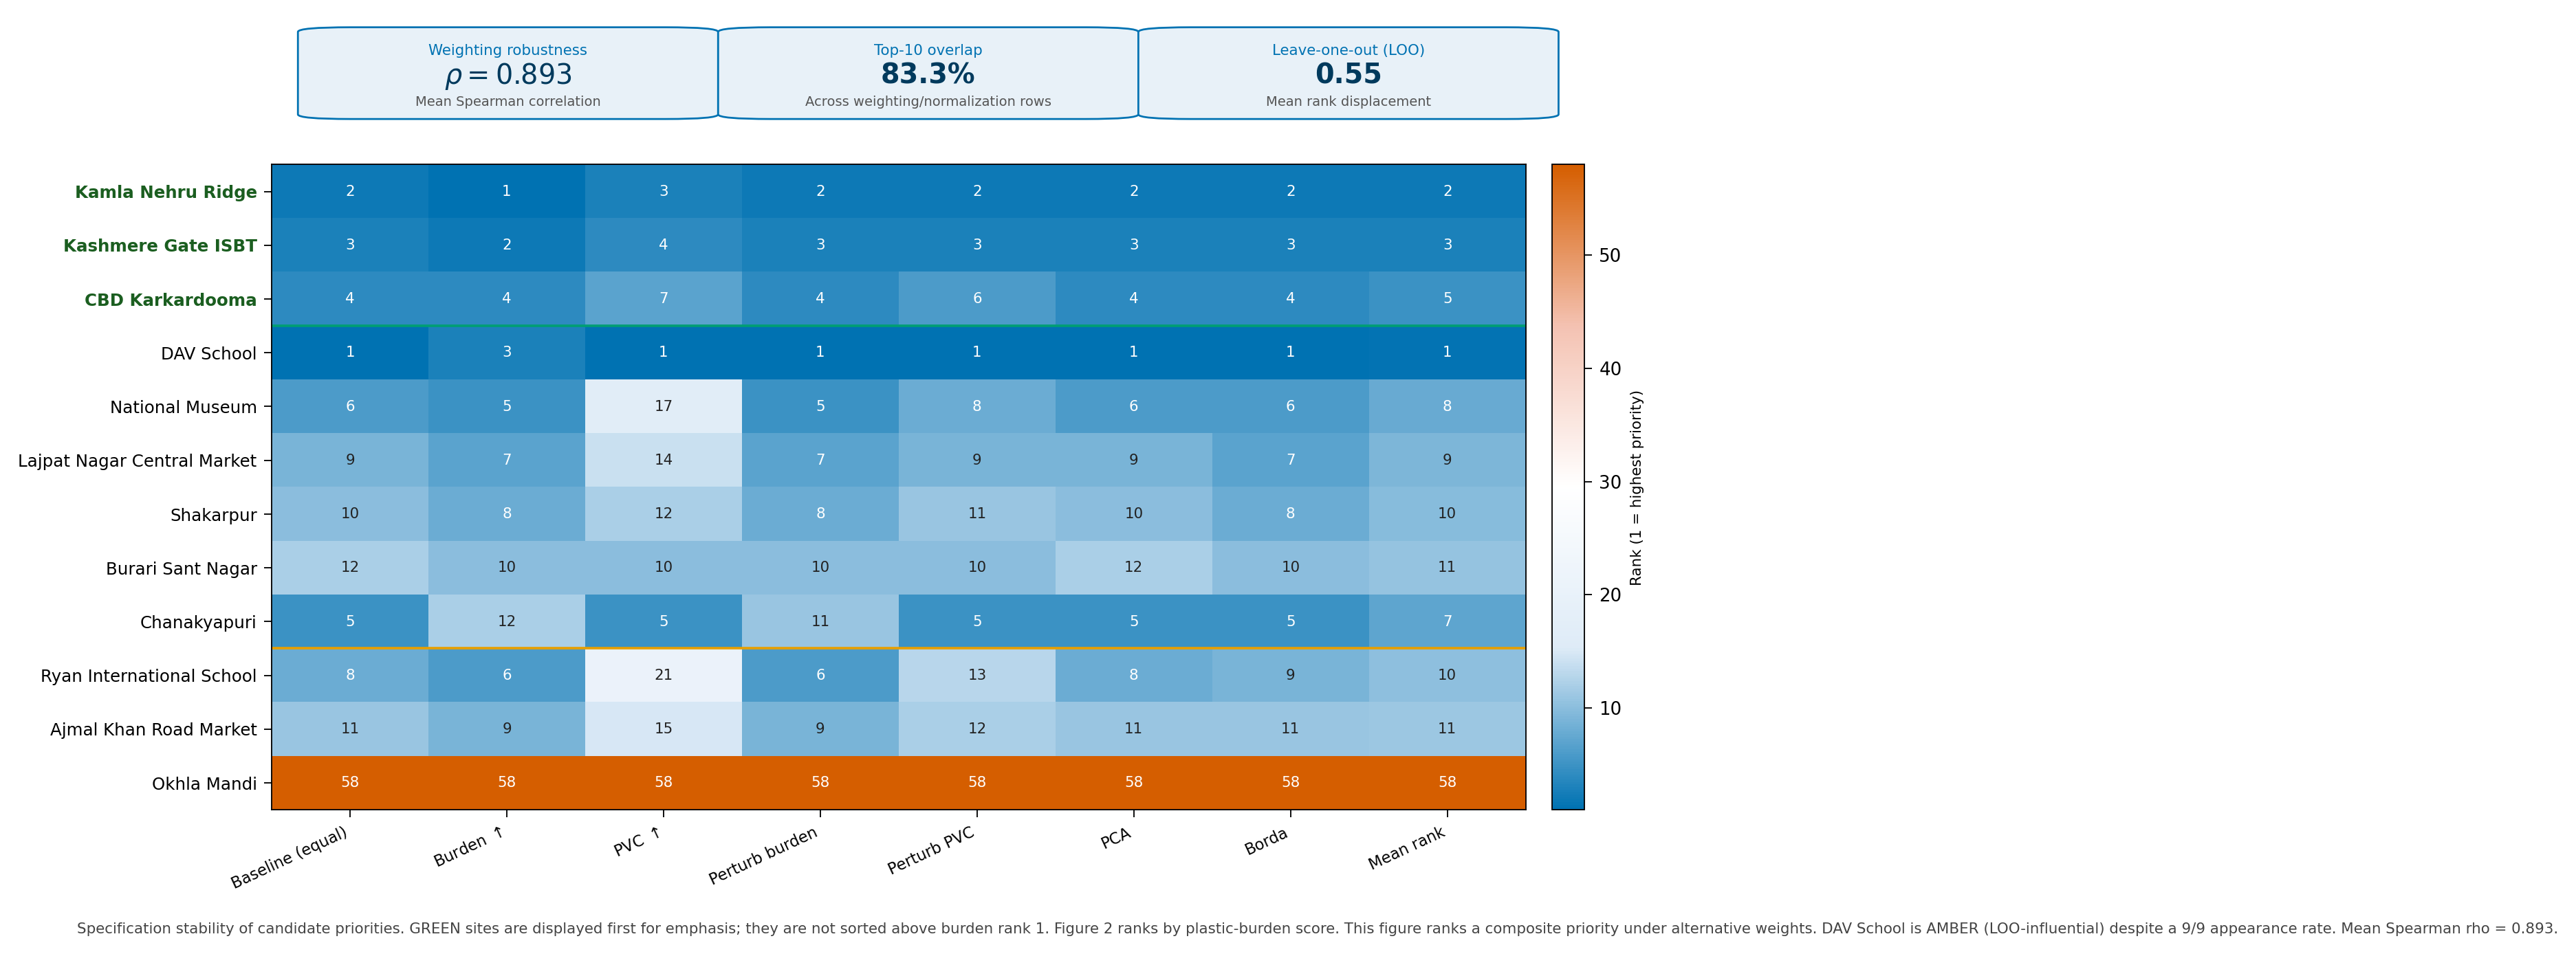 Weighting robustness
ρ = 0.893
Mean Spearman correlation
Top-10 overlap
83.3%
Across weighting/normalization rows
Leave-one-out (LOO)
0.55
Mean rank displacement
Kamla Nehru Ridge 2 1 3 2 2 2 2 2
Kashmere Gate ISBT 3 2 4 3 3 3 3 3
CBD Karkardooma 4 4 7 4 6 4 4 5
DAV School 1 3 1 1 1 1 1 1
National Museum 6 5 17 5 8 6 6 8
Lajpat Nagar Central Market 9 7 14 7 9 9 7 9
Shakarpur 10 8 12 8 11 10 8 10
Burari Sant Nagar 12 10 10 10 10 12 10 11
Chanakyapuri 5 12 5 11 5 5 5 7
Ryan International School 8 6 21 6 13 8 9 10
Ajmal Khan Road Market 11 9 15 9 12 11 11 11
Okhla Mandi 58 58 58 58 58 58 58 58
Baseline (equal)
Burden ↑
PVC ↑
Perturb burden
Perturb PVC
PCA
Borda
Mean rank
50
40
30
20
10
Rank (1 = highest priority)
Specification stability of candidate priorities. GREEN sites are displayed first for emphasis; they are not sorted above burden rank 1. Figure 2 ranks by plastic-burden score. This figure ranks a composite priority under alternative weights. DAV School is AMBER (LOO-influential) despite a 9/9 appearance rate. Mean Spearman rho = 0.893.